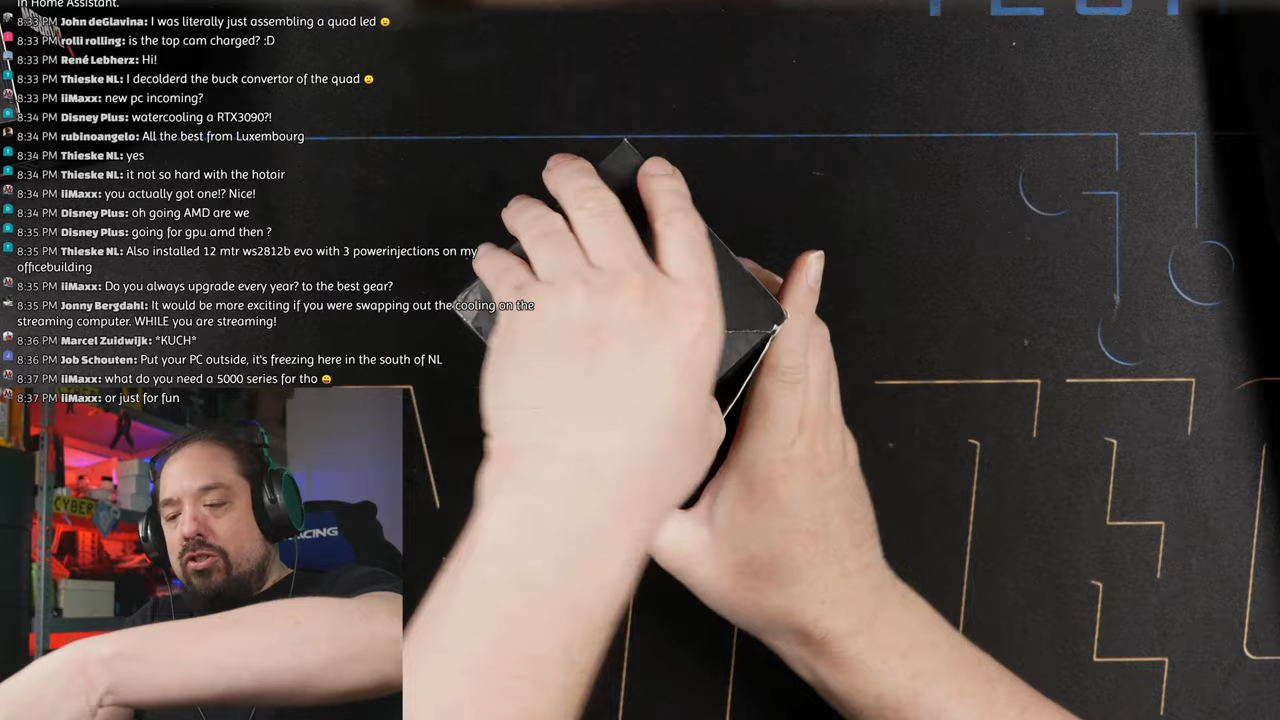 in Home Assistant.
8:33 PM John deGlavina: I was literally just assembling a quad led 🙂
8:33 PM rolli rolling: is the top cam charged? :D
8:33 PM René Lebherz: Hi!
8:33 PM Thieske NL: I decolderd the buck convertor of the quad 🙂
8:33 PM iiMaxx: new pc incoming?
8:34 PM Disney Plus: watercooling a RTX3090?!
8:34 PM rubinoangelo: All the best from Luxembourg
8:34 PM Thieske NL: yes
8:34 PM Thieske NL: it not so hard with the hotair
8:34 PM iiMaxx: you actually got one!? Nice!
8:34 PM Disney Plus: oh going AMD are we
8:35 PM Disney Plus: going for gpu amd then ?
8:35 PM Thieske NL: Also installed 12 mtr ws2812b evo with 3 powerinjections on my
officebuilding
8:35 PM iiMaxx: Do you always upgrade every year? to the best gear?
8:35 PM Jonny Bergdahl: It would be more exciting if you were swapping out the cooling on the
streaming computer. WHILE you are streaming!
8:36 PM Marcel Zuidwijk: *KUCH*
8:36 PM Job Schouten: Put your PC outside, it's freezing here in the south of NL
8:37 PM iiMaxx: what do you need a 5000 series for tho 😛
8:37 PM iiMaxx: or just for fun
CYBER
RACING